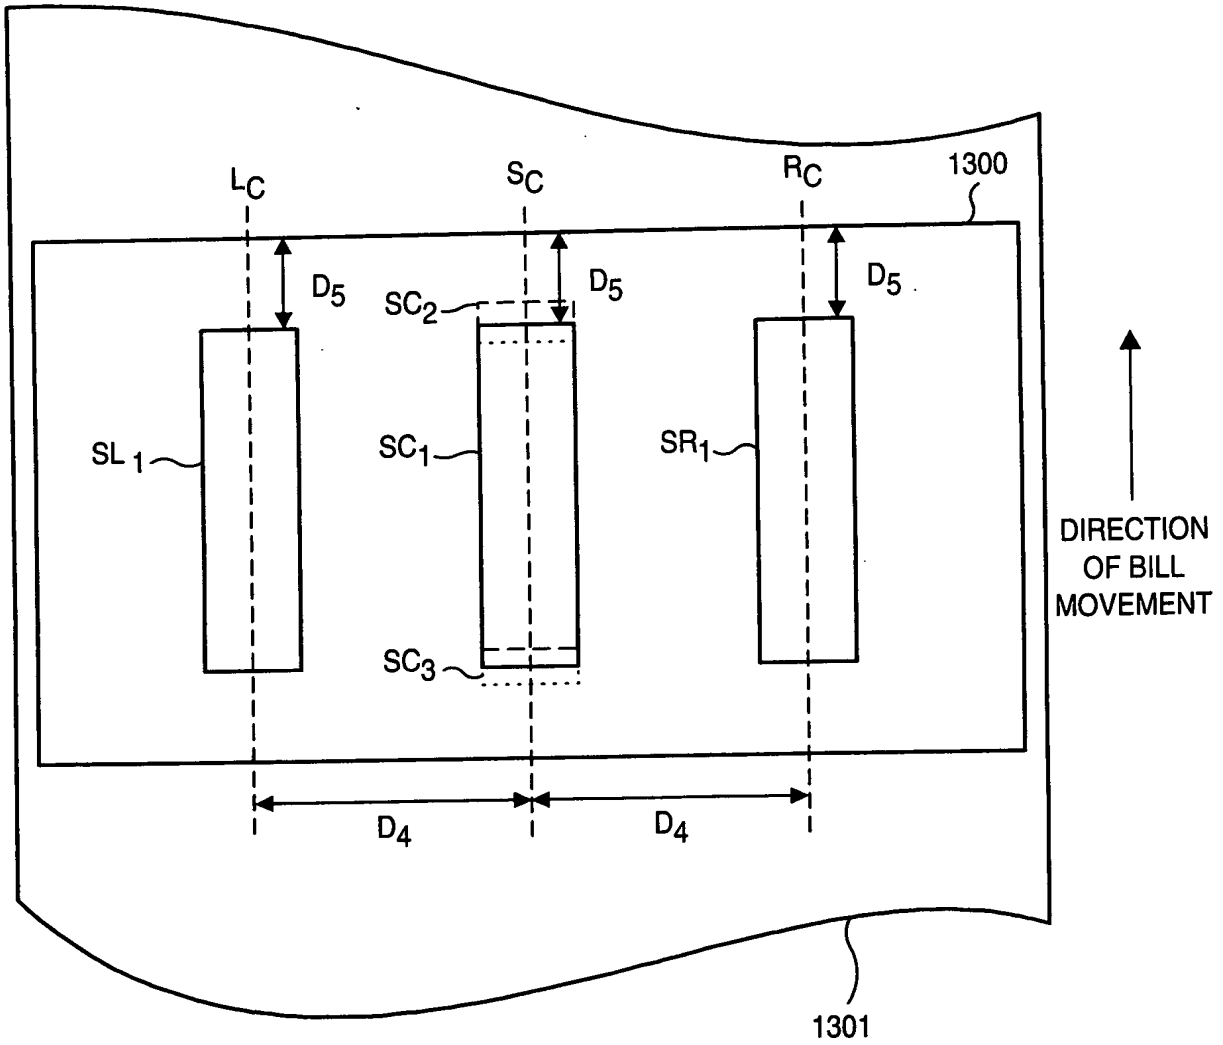 L_C
S_C
R_C
1300
D_5
D_5
D_5
SC_2
SL_1
SC_1
SR_1
DIRECTION
OF BILL
MOVEMENT
SC_3
D_4
D_4
1301